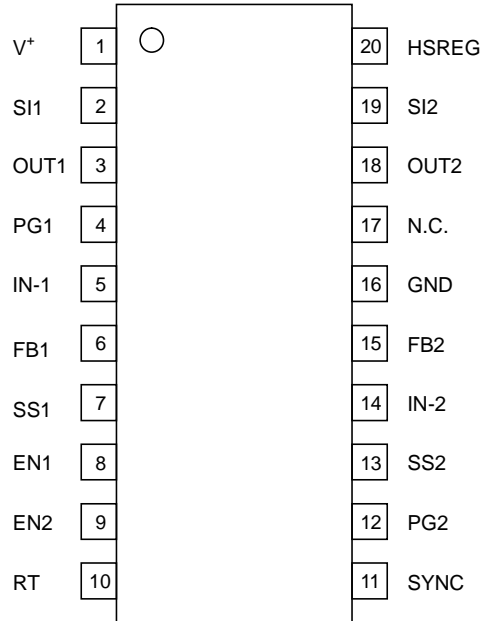 V+ 1 20 HSREG
SI1 2 19 SI2
OUT1 3 18 OUT2
PG1 4 17 N.C.
IN-1 5 16 GND
FB1 6 15 FB2
SS1 7 14 IN-2
EN1 8 13 SS2
EN2 9 12 PG2
RT 10 11 SYNC